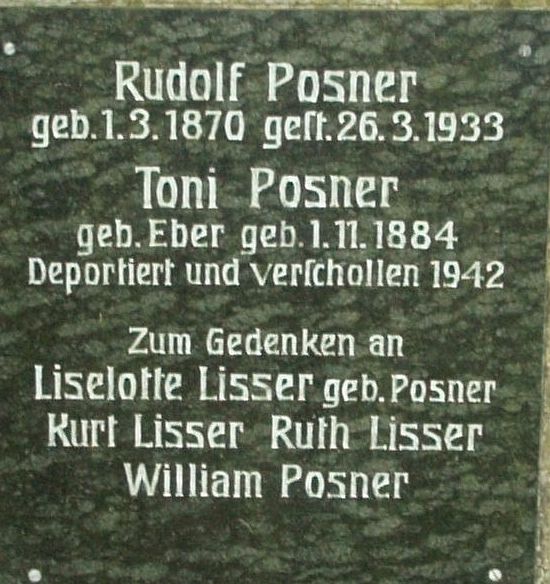 Rudolf Posner
geb. 1. 3. 1870 geſt. 26. 3. 1933
Toni Posner
geb. Eber geb. 1. 11. 1884
Deportiert und verſchollen 1942
Zum Gedenken an
Liselotte Lisser geb. Posner
Kurt Lisser Ruth Lisser
William Posner